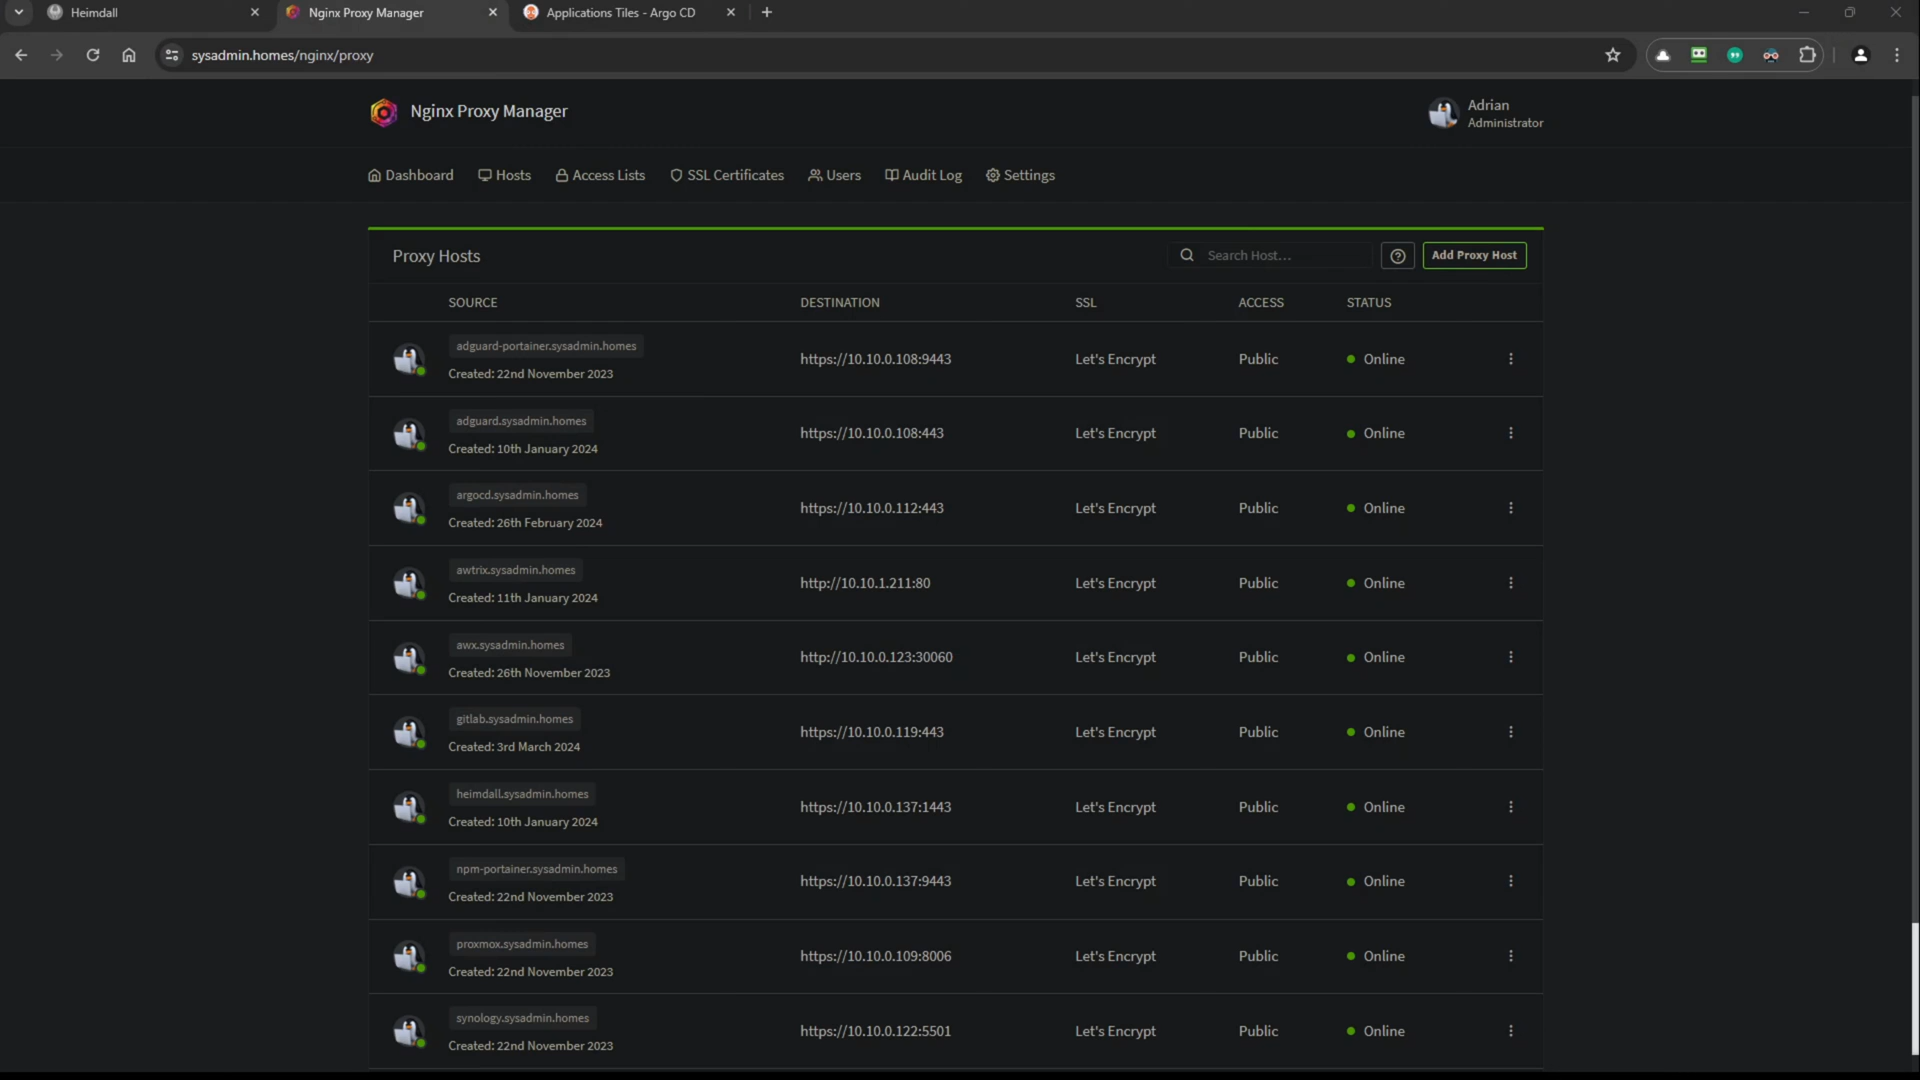 Heimdall
Nginx Proxy Manager
Applications Tiles - Argo CD
sysadmin.homes/nginx/proxy
Nginx Proxy Manager
Adrian
Administrator
Dashboard Hosts Access Lists SSL Certificates Users Audit Log Settings
Proxy Hosts Search Host... Add Proxy Host
SOURCE DESTINATION SSL ACCESS STATUS
adguard-portainer.sysadmin.homes
Created: 22nd November 2023
https://10.10.0.108:9443 Let's Encrypt Public Online
adguard.sysadmin.homes
Created: 10th January 2024
https://10.10.0.108:443 Let's Encrypt Public Online
argocd.sysadmin.homes
Created: 26th February 2024
https://10.10.0.112:443 Let's Encrypt Public Online
awtrix.sysadmin.homes
Created: 11th January 2024
http://10.10.1.211:80 Let's Encrypt Public Online
awx.sysadmin.homes
Created: 26th November 2023
http://10.10.0.123:30060 Let's Encrypt Public Online
gitlab.sysadmin.homes
Created: 3rd March 2024
https://10.10.0.119:443 Let's Encrypt Public Online
heimdall.sysadmin.homes
Created: 10th January 2024
https://10.10.0.137:1443 Let's Encrypt Public Online
npm-portainer.sysadmin.homes
Created: 22nd November 2023
https://10.10.0.137:9443 Let's Encrypt Public Online
proxmox.sysadmin.homes
Created: 22nd November 2023
https://10.10.0.109:8006 Let's Encrypt Public Online
synology.sysadmin.homes
Created: 22nd November 2023
https://10.10.0.122:5501 Let's Encrypt Public Online